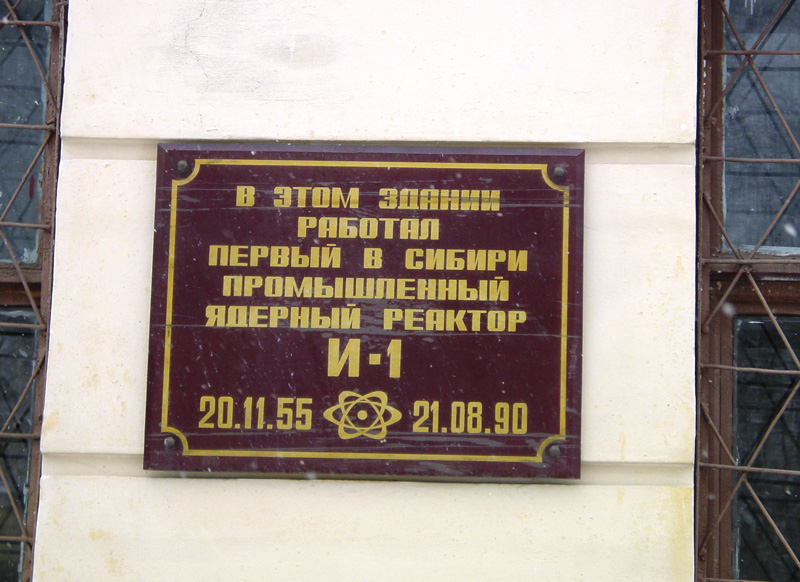 В ЭТОМ ЗДАНИИ
РАБОТАЛ
ПЕРВЫЙ В СИБИРИ
ПРОМЫШЛЕННЫЙ
ЯДЕРНЫЙ РЕАКТОР
И-1
20.11.55 21.08.90